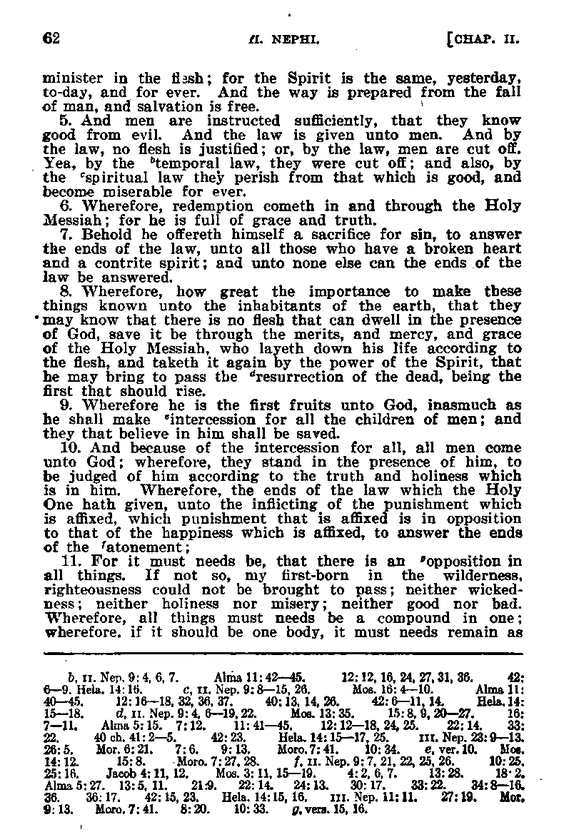 62 II. NEPHI. [CHAP. II.
minister in the flesh; for the Spirit is the same, yesterday,
to-day, and for ever. And the way is prepared from the fall
of man, and salvation is free.
5. And men are instructed sufficiently, that they know
good from evil. And the law is given unto men. And by
the law, no flesh is justified; or, by the law, men are cut off.
Yea, by the ᵇtemporal law, they were cut off; and also, by
the ᶜspiritual law they perish from that which is good, and
become miserable for ever.
6. Wherefore, redemption cometh in and through the Holy
Messiah; for he is full of grace and truth.
7. Behold he offereth himself a sacrifice for sin, to answer
the ends of the law, unto all those who have a broken heart
and a contrite spirit; and unto none else can the ends of the
law be answered.
8. Wherefore, how great the importance to make these
things known unto the inhabitants of the earth, that they
may know that there is no flesh that can dwell in the presence
of God, save it be through the merits, and mercy, and grace
of the Holy Messiah, who layeth down his life according to
the flesh, and taketh it again by the power of the Spirit, that
he may bring to pass the ᵈresurrection of the dead, being the
first that should rise.
9. Wherefore he is the first fruits unto God, inasmuch as
he shall make ᵉintercession for all the children of men; and
they that believe in him shall be saved.
10. And because of the intercession for all, all men come
unto God; wherefore, they stand in the presence of him, to
be judged of him according to the truth and holiness which
is in him. Wherefore, the ends of the law which the Holy
One hath given, unto the inflicting of the punishment which
is affixed, which punishment that is affixed is in opposition
to that of the happiness which is affixed, to answer the ends
of the ᶠatonement;
11. For it must needs be, that there is an ᵍopposition in
all things. If not so, my first-born in the wilderness,
righteousness could not be brought to pass; neither wicked-
ness; neither holiness nor misery; neither good nor bad.
Wherefore, all things must needs be a compound in one;
wherefore, if it should be one body, it must needs remain as
b, II. Nep. 9:4, 6, 7. Alma 11:42—45. 12:12, 16, 24, 27, 31, 36. 42:
6—9. Hela. 14:16. c, II. Nep. 9:8—15, 26. Mos. 16:4—10. Alma 11:
40—45. 12:16—18, 32, 36, 37. 40:13, 14, 26. 42:6—11, 14. Hela. 14:
15—18. d, II. Nep. 9:4, 6—19, 22. Mos. 13:35. 15:8, 9, 20—27. 16:
7—11. Alma 5:15. 7:12. 11:41—45. 12:12—18, 24, 25. 22:14. 33:
22. 40 ch. 41:2—5. 42:23. Hela. 14:15—17, 25. III. Nep. 23:9—13.
26:5. Mor. 6:21. 7:6. 9:13. Moro. 7:41. 10:34. e, ver. 10. Mos.
14:12. 15:8. Moro. 7:27, 28. f, II. Nep. 9:7, 21, 22, 25, 26. 10:25.
25:16. Jacob 4:11, 12. Mos. 3:11, 15—19. 4:2, 6, 7. 13:28. 18:2.
Alma 5:27. 13:5, 11. 21:9. 22:14. 24:13. 30:17. 33:22. 34:8—16.
36. 36:17. 42:15, 23. Hela. 14:15, 16. III. Nep. 11:11. 27:19. Mor.
9:13. Moro. 7:41. 8:20. 10:33. g, vers. 15, 16.